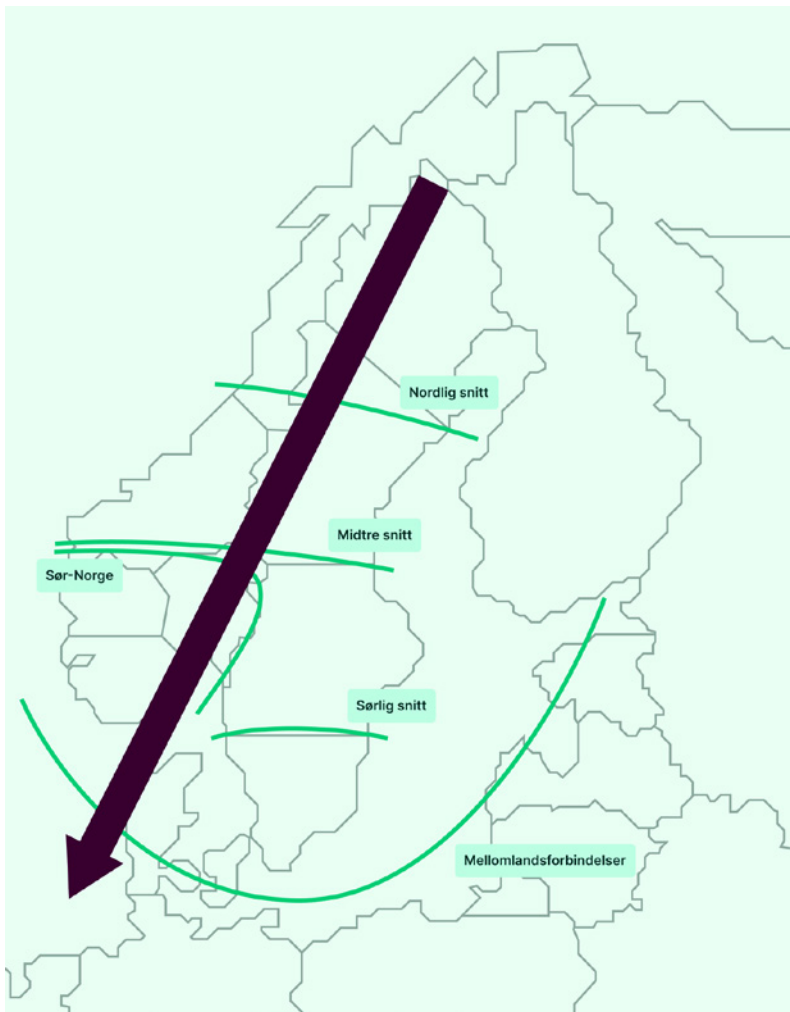 Nordlig snitt
Midtre snitt
Sør-Norge
Sørlig snitt
Mellomlandsforbindelser